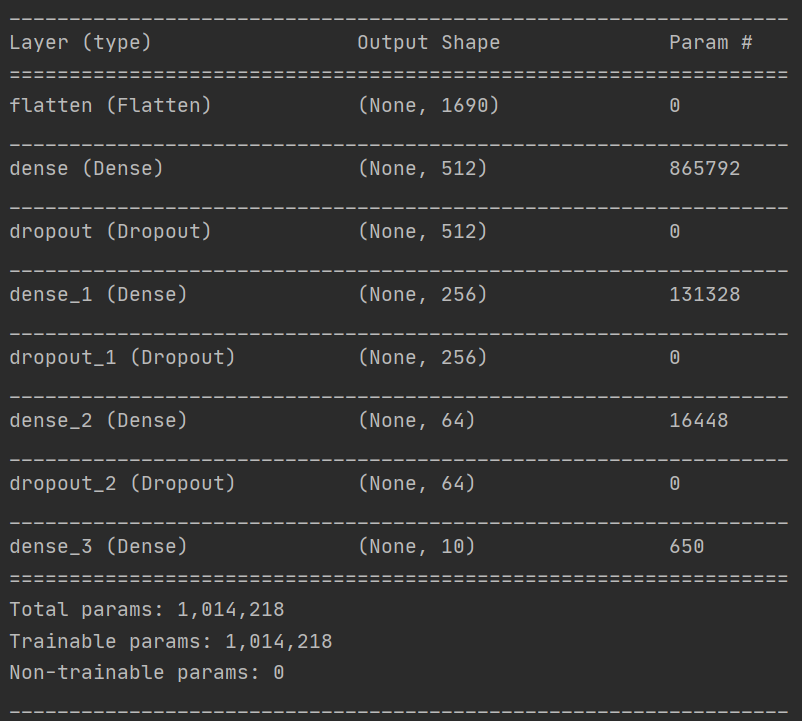 _________________________________________________________________
Layer (type)                 Output Shape              Param #
=================================================================
flatten (Flatten)            (None, 1690)              0
_________________________________________________________________
dense (Dense)                (None, 512)               865792
_________________________________________________________________
dropout (Dropout)            (None, 512)               0
_________________________________________________________________
dense_1 (Dense)              (None, 256)               131328
_________________________________________________________________
dropout_1 (Dropout)          (None, 256)               0
_________________________________________________________________
dense_2 (Dense)              (None, 64)                16448
_________________________________________________________________
dropout_2 (Dropout)          (None, 64)                0
_________________________________________________________________
dense_3 (Dense)              (None, 10)                650
=================================================================
Total params: 1,014,218
Trainable params: 1,014,218
Non-trainable params: 0
_________________________________________________________________